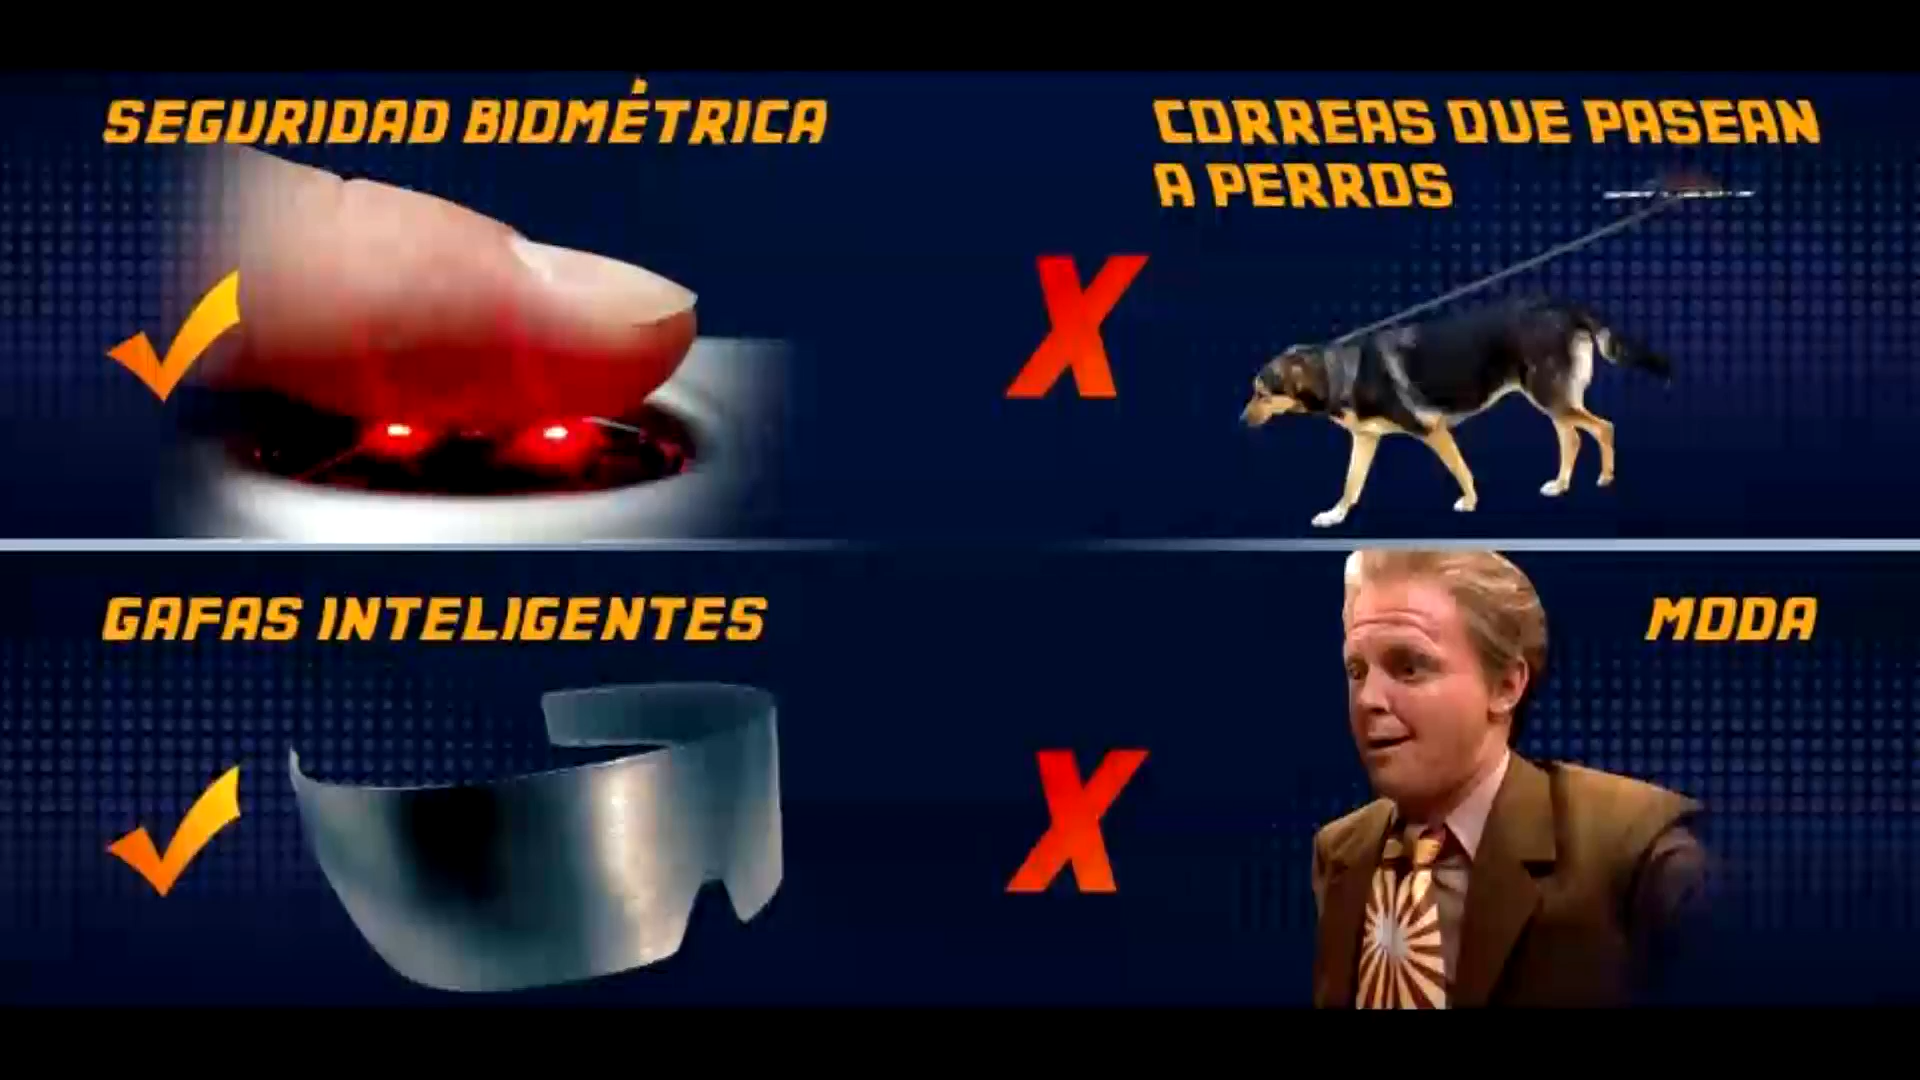 SEGURIDAD BIOMÉTRICA
CORREAS QUE PASEAN
A PERROS
GAFAS INTELIGENTES
MODA